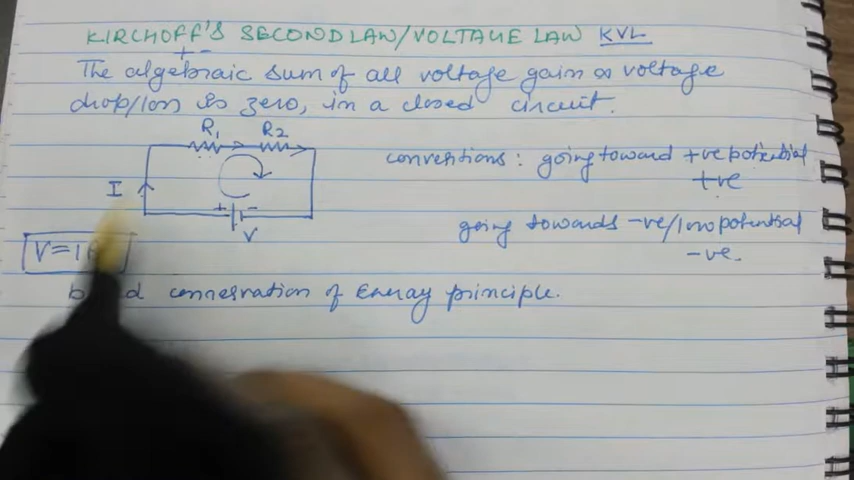 KIRCHOFF'S SECOND LAW/VOLTAGE LAW KVL
+ -
The algebraic sum of all voltage gain or voltage
drop/loss is zero, in a closed circuit.
R1 R2
conventions: going toward +ve potential
+ve
I
+ -
V
going towards -ve/low potential
-ve.
V=I
conservation of Energy principle.